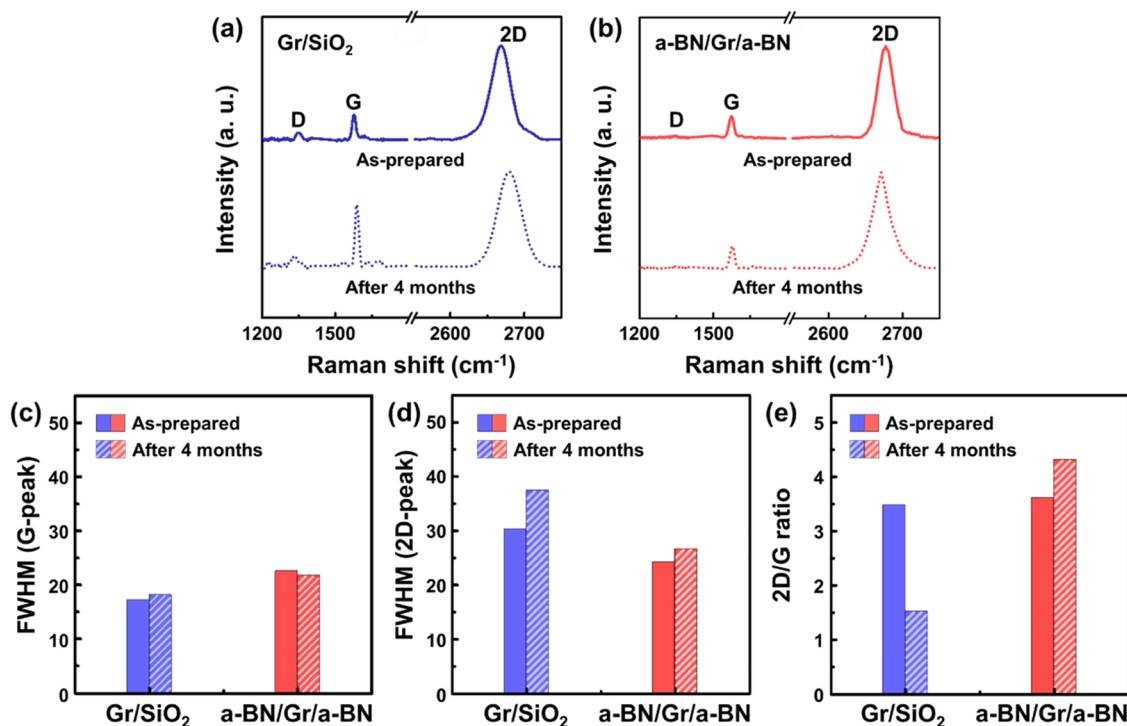 (a)
Gr/SiO₂
2D
D
G
As-prepared
After 4 months
Intensity (a. u.)
1200
1500
2600
2700
Raman shift (cm⁻¹)
(b)
a-BN/Gr/a-BN
2D
D
G
As-prepared
After 4 months
Intensity (a. u.)
1200
1500
2600
2700
Raman shift (cm⁻¹)
(c)
As-prepared
After 4 months
FWHM (G-peak)
50
40
30
20
10
0
Gr/SiO₂
a-BN/Gr/a-BN
(d)
As-prepared
After 4 months
FWHM (2D-peak)
50
40
30
20
10
0
Gr/SiO₂
a-BN/Gr/a-BN
(e)
As-prepared
After 4 months
2D/G ratio
5
4
3
2
1
0
Gr/SiO₂
a-BN/Gr/a-BN